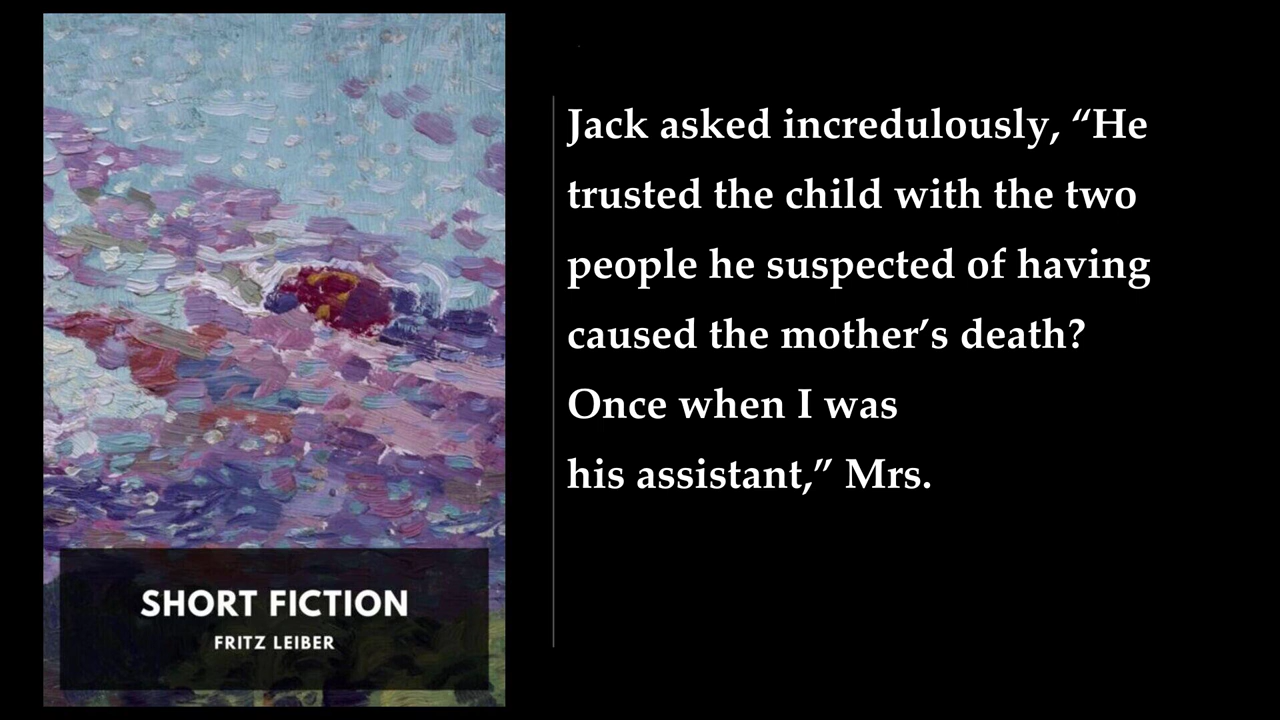 SHORT FICTION
FRITZ LEIBER
Jack asked incredulously, “He
trusted the child with the two
people he suspected of having
caused the mother’s death?
Once when I was
his assistant,” Mrs.